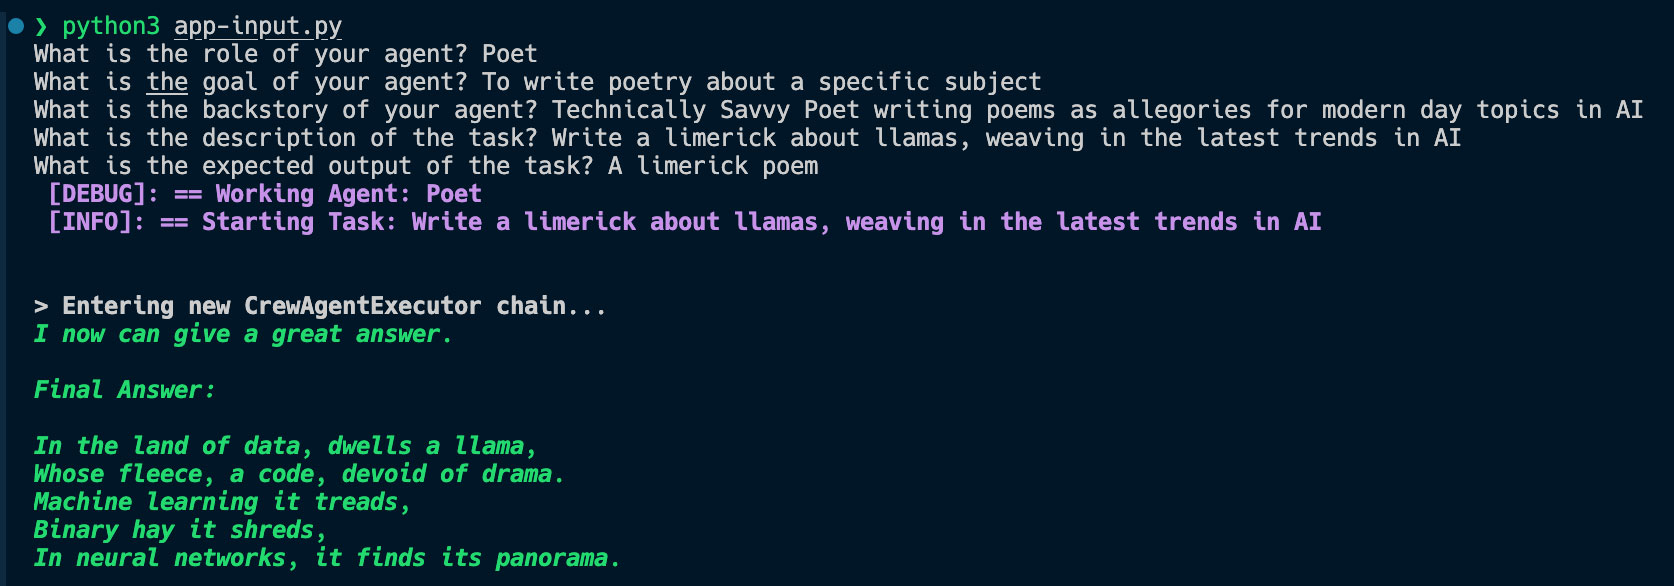 ❯ python3 app-input.py
What is the role of your agent? Poet
What is the goal of your agent? To write poetry about a specific subject
What is the backstory of your agent? Technically Savvy Poet writing poems as allegories for modern day topics in AI
What is the description of the task? Write a limerick about llamas, weaving in the latest trends in AI
What is the expected output of the task? A limerick poem
[DEBUG]: == Working Agent: Poet
[INFO]: == Starting Task: Write a limerick about llamas, weaving in the latest trends in AI
> Entering new CrewAgentExecutor chain...
I now can give a great answer.
Final Answer:
In the land of data, dwells a llama,
Whose fleece, a code, devoid of drama.
Machine learning it treads,
Binary hay it shreds,
In neural networks, it finds its panorama.